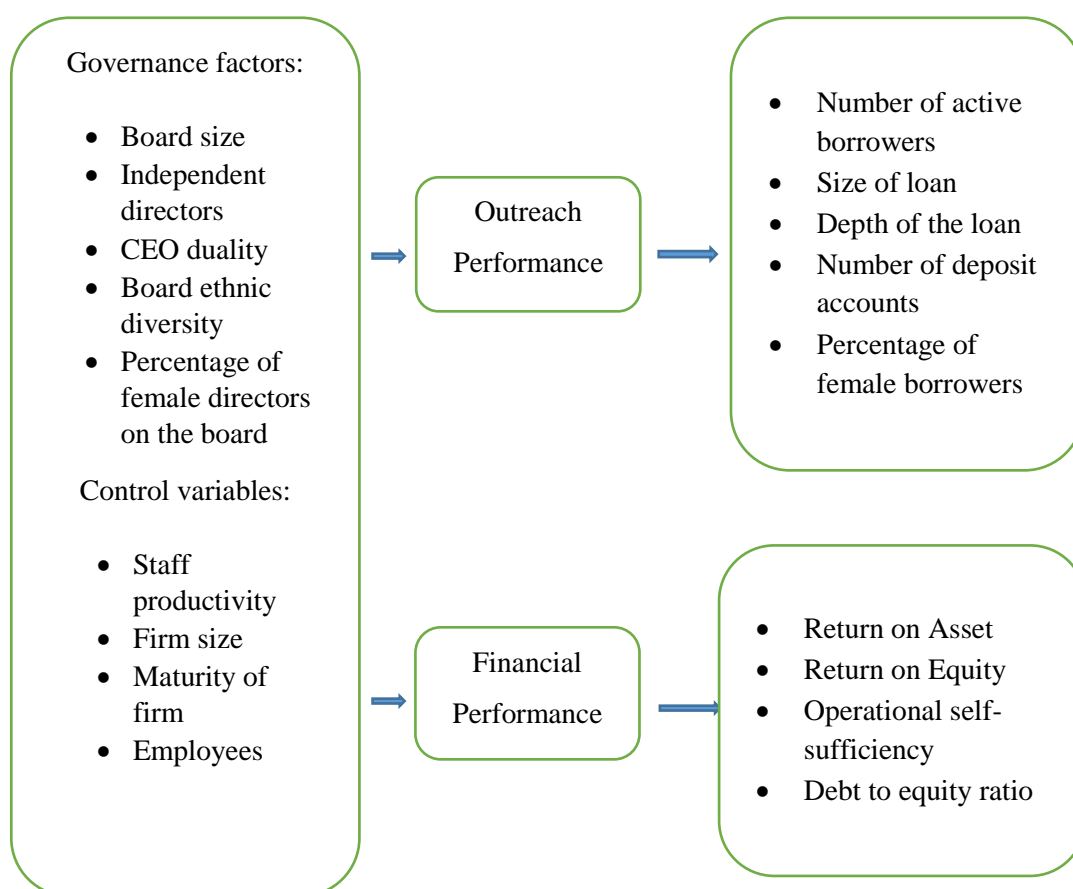 Governance factors:
• Board size
• Independent
directors
• CEO duality
• Board ethnic
diversity
• Percentage of
female directors
on the board
Control variables:
• Staff
productivity
• Firm size
• Maturity of
firm
• Employees
Outreach
Performance
• Number of active
borrowers
• Size of loan
• Depth of the loan
• Number of deposit
accounts
• Percentage of
female borrowers
Financial
Performance
• Return on Asset
• Return on Equity
• Operational self-
sufficiency
• Debt to equity ratio